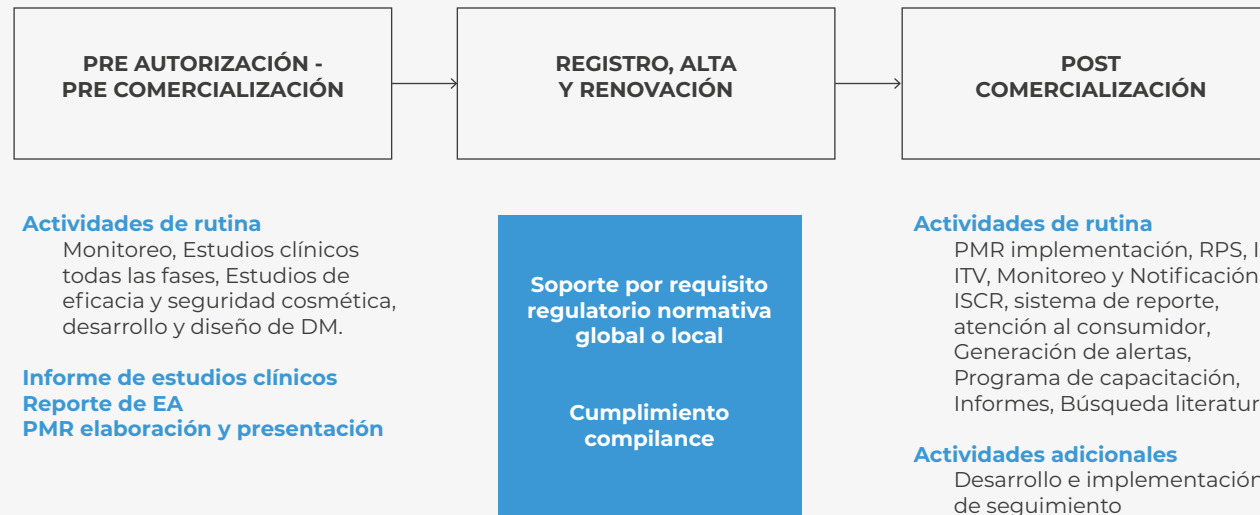 PRE AUTORIZACIÓN -
PRE COMERCIALIZACIÓN
REGISTRO, ALTA
Y RENOVACIÓN
POST
COMERCIALIZACIÓN
Actividades de rutina
Monitoreo, Estudios clínicos
todas las fases, Estudios de
eficacia y seguridad cosmética,
desarrollo y diseño de DM.
Informe de estudios clínicos
Reporte de EA
PMR elaboración y presentación
Soporte por requisito
regulatorio normativa
global o local
Cumplimiento
compilance
Actividades de rutina
PMR implementación, RPS,
ITV, Monitoreo y Notificación
ISCR, sistema de reporte,
atención al consumidor,
Generación de alertas,
Programa de capacitación,
Informes, Búsqueda
Actividades adicionales
Desarrollo e implementación
de seguimiento